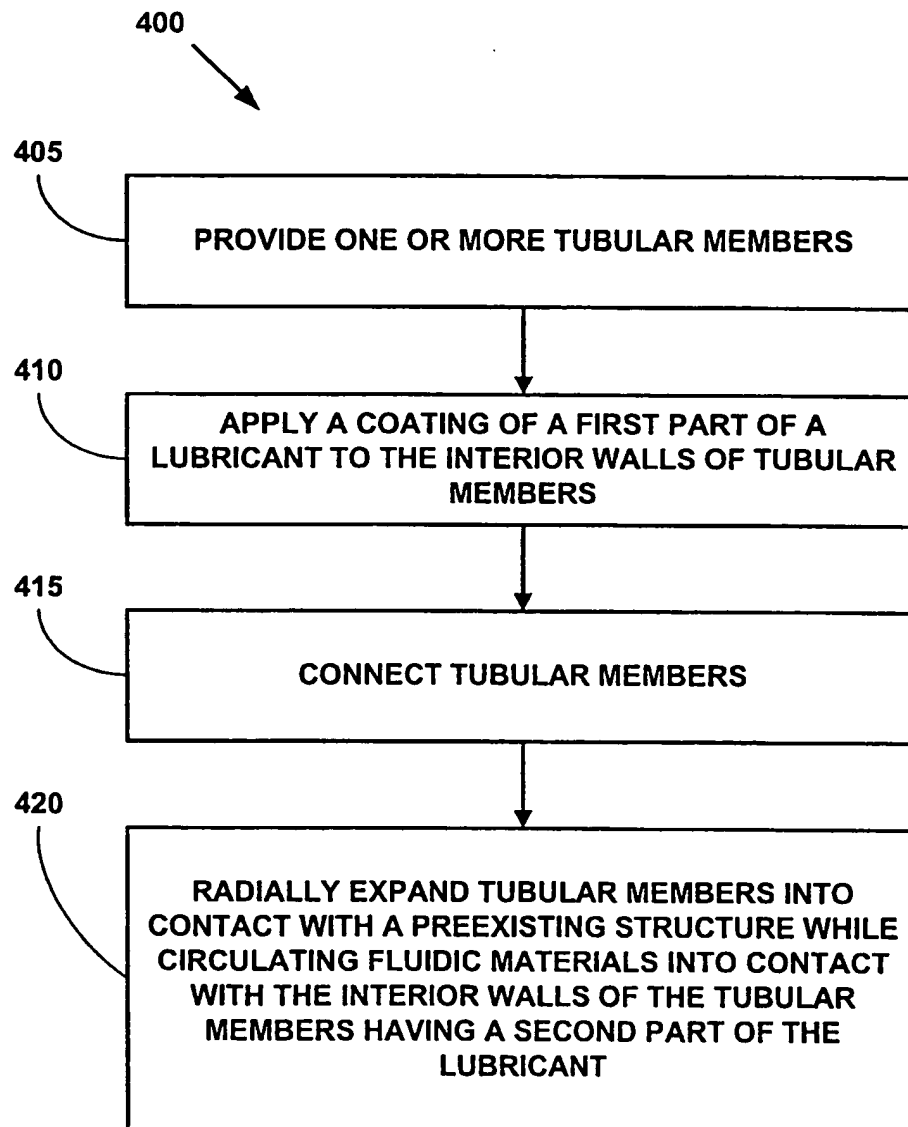 400
405
PROVIDE ONE OR MORE TUBULAR MEMBERS
410
APPLY A COATING OF A FIRST PART OF A
LUBRICANT TO THE INTERIOR WALLS OF TUBULAR
MEMBERS
415
CONNECT TUBULAR MEMBERS
420
RADIALLY EXPAND TUBULAR MEMBERS INTO
CONTACT WITH A PREEXISTING STRUCTURE WHILE
CIRCULATING FLUIDIC MATERIALS INTO CONTACT
WITH THE INTERIOR WALLS OF THE TUBULAR
MEMBERS HAVING A SECOND PART OF THE
LUBRICANT